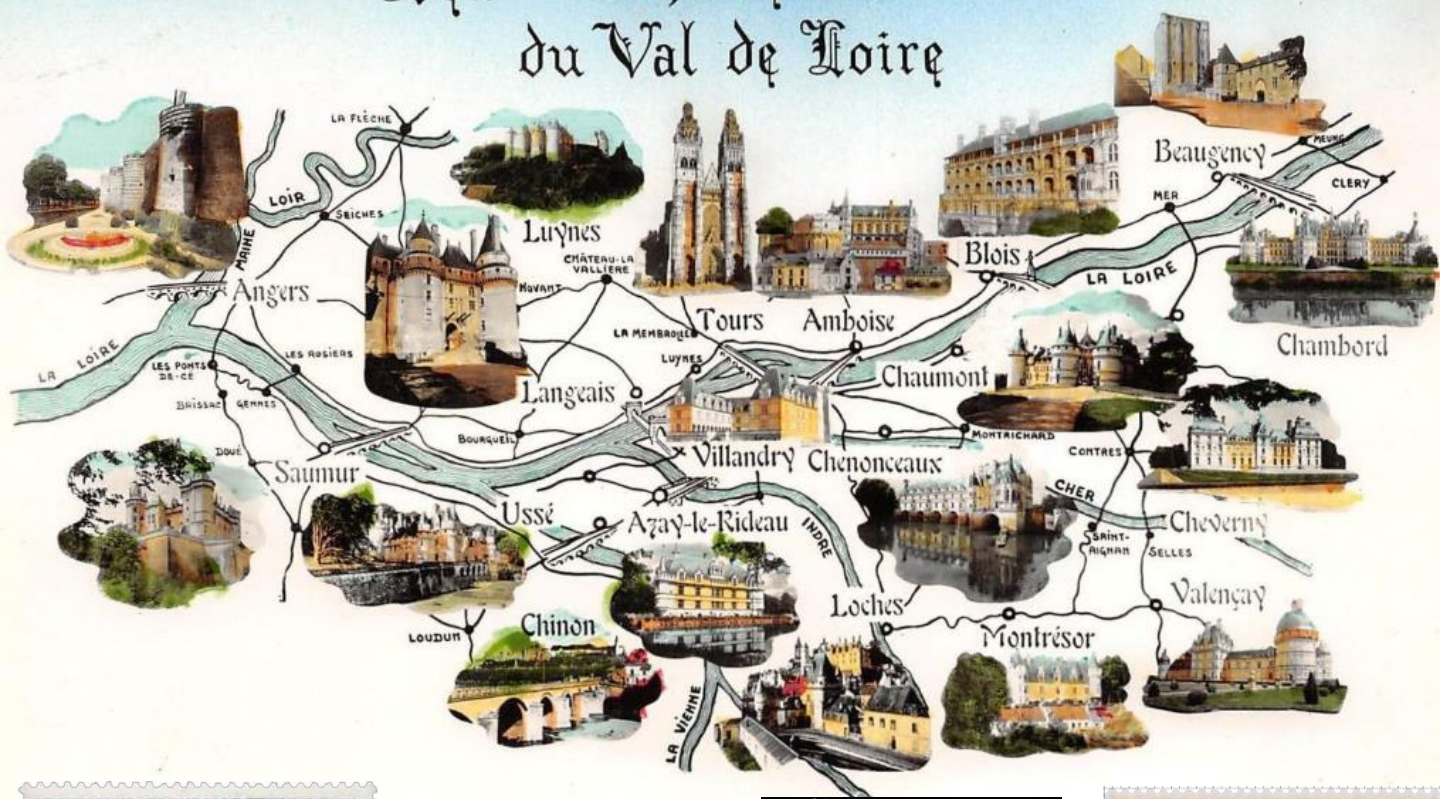 du Val de Loire
LA FLÈCHE
LOIR
SEICHES
MAINE
Angers
LA LOIRE
LES PONTS
DE-CÉ
LES ROSIERS
BRISSAC
GENNES
DOUÉ
Saumur
Luynes
CHÂTEAU-LA
VALLIÈRE
Langeais
BOURGUEIL
Ussé
LA MEMBROLLE
LUYNES
Tours
Amboise
Blois
Beaugency
MEUNG
CLERY
MER
LA LOIRE
Chambord
Chaumont
MONTRICHARD
CONTRES
Villandry
Chenonceaux
CHER
Cheverny
SAINT-
AIGNAN
SELLES
Azay-le-Rideau
INDRE
Loches
Montrésor
Valençay
LOUDUN
Chinon
LA VIENNE